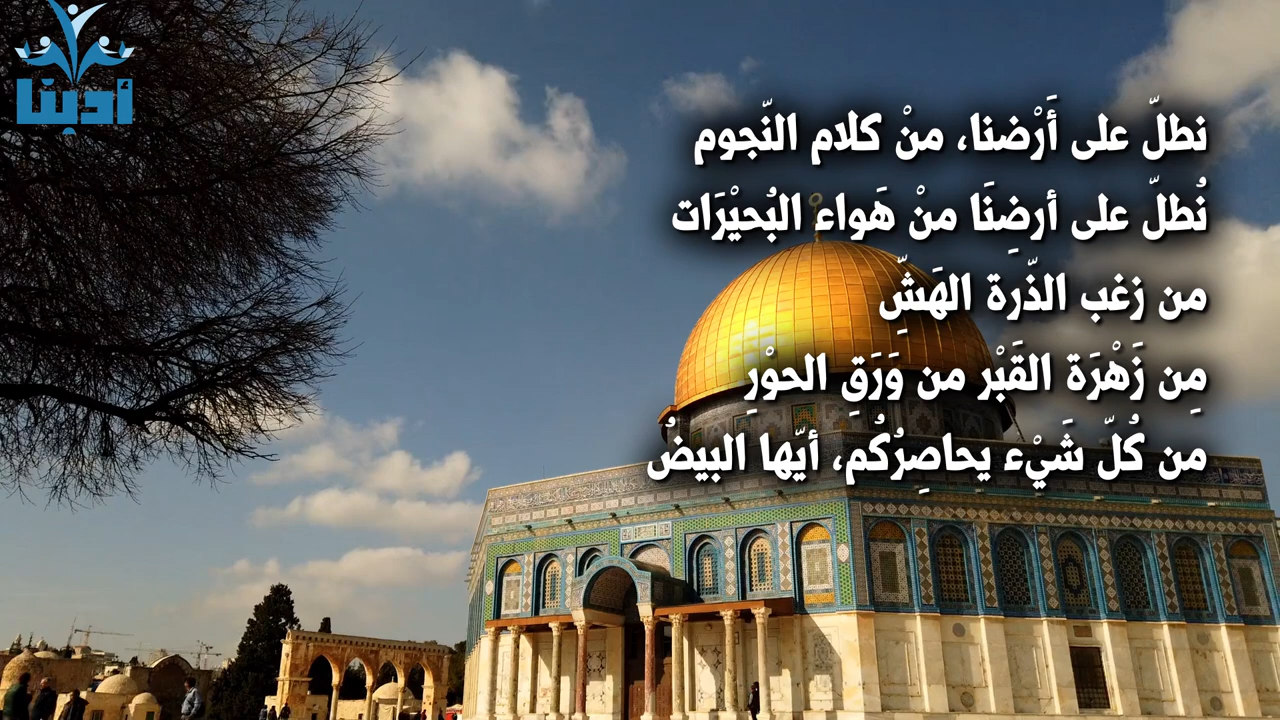 أدبنا
نطلّ على أَرْضنا، منْ كلام النّجوم
نُطلّ على أرضِنَا منْ هَواء البُحيْرَات
من زغب الذّرة الهَشِّ
مِن زَهْرَة القَبْر من وَرَقِ الحوْرِ
من كُلّ شَيْء يحاصِرُكُم، أيّها البيضُ